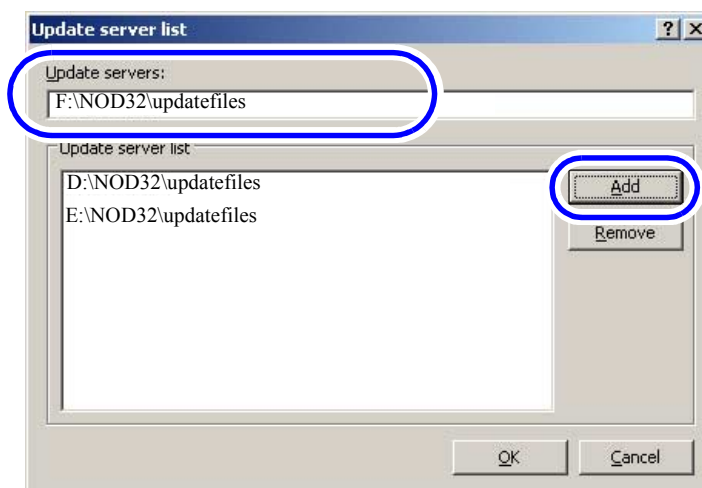 Update server list
Update servers:
F:\NOD32\updatefiles
Update server list
D:\NOD32\updatefiles
E:\NOD32\updatefiles
Add
Remove
OK
Cancel